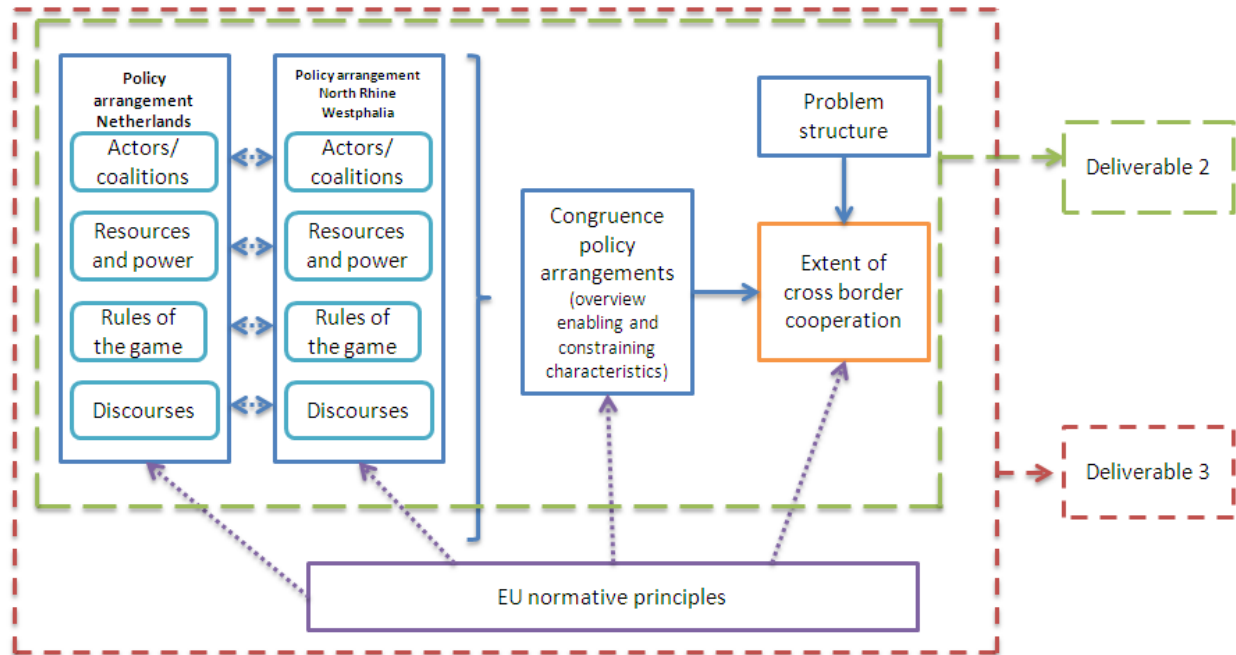 Policy
arrangement
Netherlands
Actors/
coalitions
Resources
and power
Rules of
the game
Discourses
Policy arrangement
North Rhine
Westphalia
Actors/
coalitions
Resources
and power
Rules of
the game
Discourses
Congruence
policy
arrangements
(overview
enabling and
constraining
characteristics)
Problem
structure
Extent of
cross border
cooperation
Deliverable 2
Deliverable 3
EU normative principles